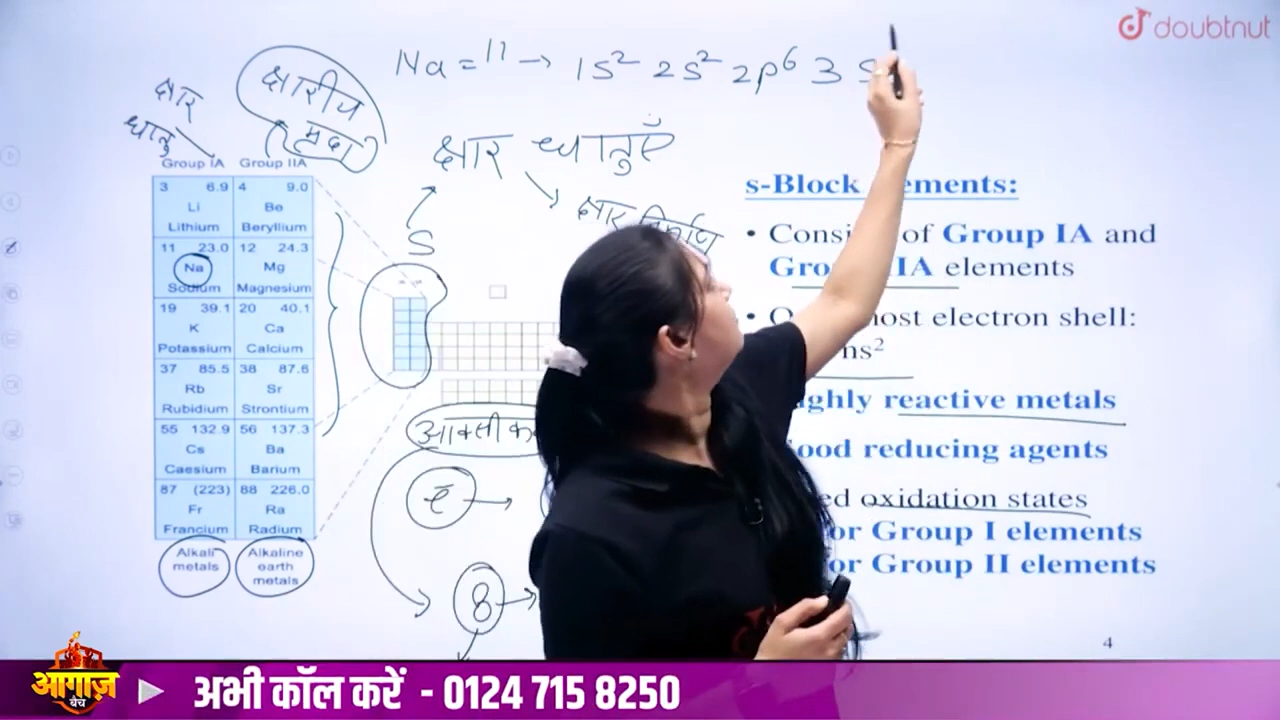 doubtnut
Na = 11 → 1s² 2s² 2p⁶ 3 s
क्षार
धातु
क्षारीय
मृदा
क्षार धातुएँ
क्षार निर्माण
S
Group IA Group IIA
3 6.9 4 9.0
Li Be
Lithium Beryllium
11 23.0 12 24.3
Na Mg
Sodium Magnesium
19 39.1 20 40.1
K Ca
Potassium Calcium
37 85.5 38 87.6
Rb Sr
Rubidium Strontium
55 132.9 56 137.3
Cs Ba
Caesium Barium
87 (223) 88 226.0
Fr Ra
Francium Radium
Alkali Alkaline
metals earth
metals
e⁻ →
8 →
s-Block ements:
• Consi of Group IA and
Gro IIA elements
• O most electron shell:
ns²
ighly reactive metals
ood reducing agents
ed oxidation states
or Group I elements
or Group II elements
4
आगाज़
बैच
अभी कॉल करें - 0124 715 8250